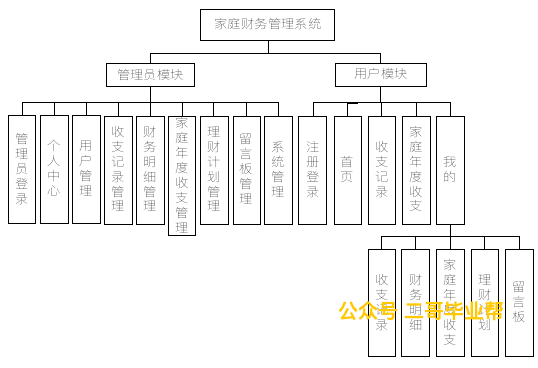 家庭财务管理系统
管理员模块
用户模块
管理员登录
个人中心
用户管理
收支记录管理
财务明细管理
家庭年度收支管理
理财计划管理
留言板管理
系统管理
注册登录
首页
收支记录
家庭年度收支
我的
收支记录
财务明细
家庭年度收支
理财计划
留言板
公众号 二哥毕业帮